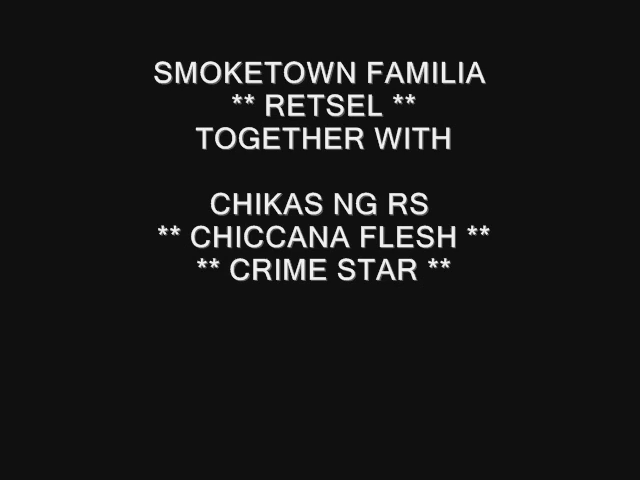 SMOKETOWN FAMILIA
** RETSEL **
TOGETHER WITH
CHIKAS NG RS
** CHICCANA FLESH **
** CRIME STAR **